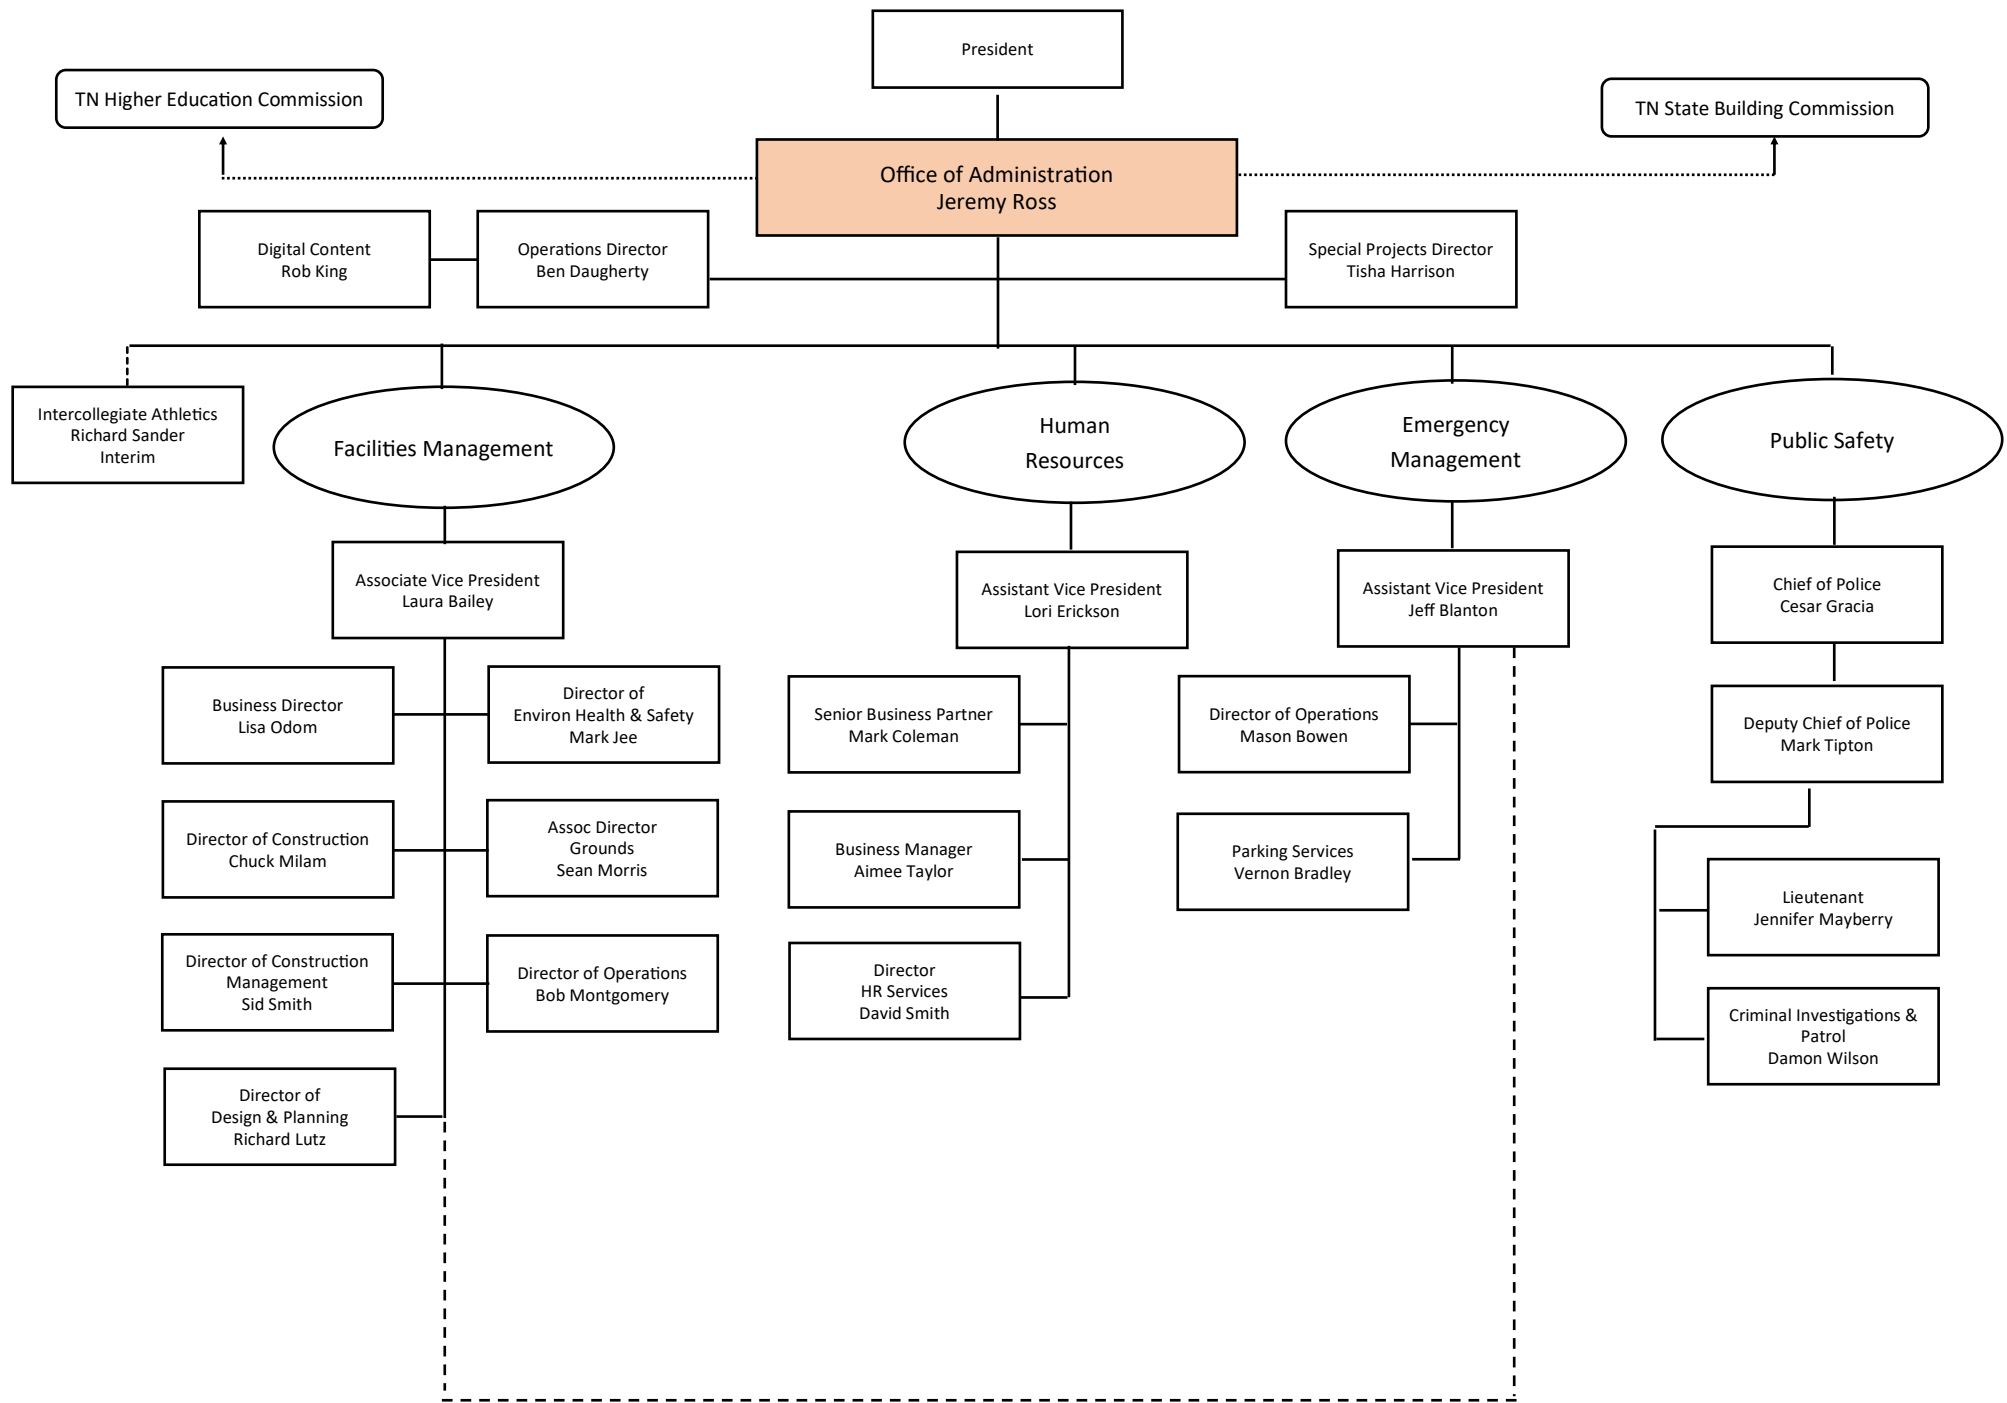 President
TN Higher Education Commission
TN State Building Commission
Office of Administration
Jeremy Ross
Digital Content
Rob King
Operations Director
Ben Daugherty
Special Projects Director
Tisha Harrison
Intercollegiate Athletics
Richard Sander
Interim
Facilities Management
Human
Resources
Emergency
Management
Public Safety
Associate Vice President
Laura Bailey
Assistant Vice President
Lori Erickson
Assistant Vice President
Jeff Blanton
Chief of Police
Cesar Gracia
Business Director
Lisa Odom
Director of
Environ Health & Safety
Mark Jee
Senior Business Partner
Mark Coleman
Director of Operations
Mason Bowen
Deputy Chief of Police
Mark Tipton
Director of Construction
Chuck Milam
Assoc Director
Grounds
Sean Morris
Business Manager
Aimee Taylor
Parking Services
Vernon Bradley
Lieutenant
Jennifer Mayberry
Director of Construction
Management
Sid Smith
Director of Operations
Bob Montgomery
Director
HR Services
David Smith
Criminal Investigations &
Patrol
Damon Wilson
Director of
Design & Planning
Richard Lutz